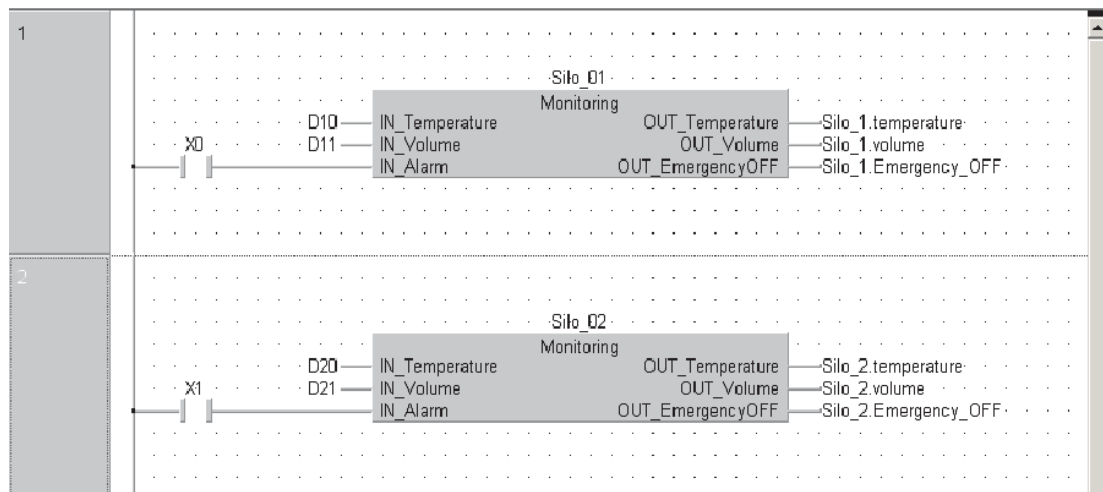 1
Silo_01
Monitoring
D10 IN_Temperature OUT_Temperature Silo_1.temperature
X0 D11 IN_Volume OUT_Volume Silo_1.volume
IN_Alarm OUT_EmergencyOFF Silo_1.Emergency_OFF
2
Silo_02
Monitoring
D20 IN_Temperature OUT_Temperature Silo_2.temperature
X1 D21 IN_Volume OUT_Volume Silo_2.volume
IN_Alarm OUT_EmergencyOFF Silo_2.Emergency_OFF